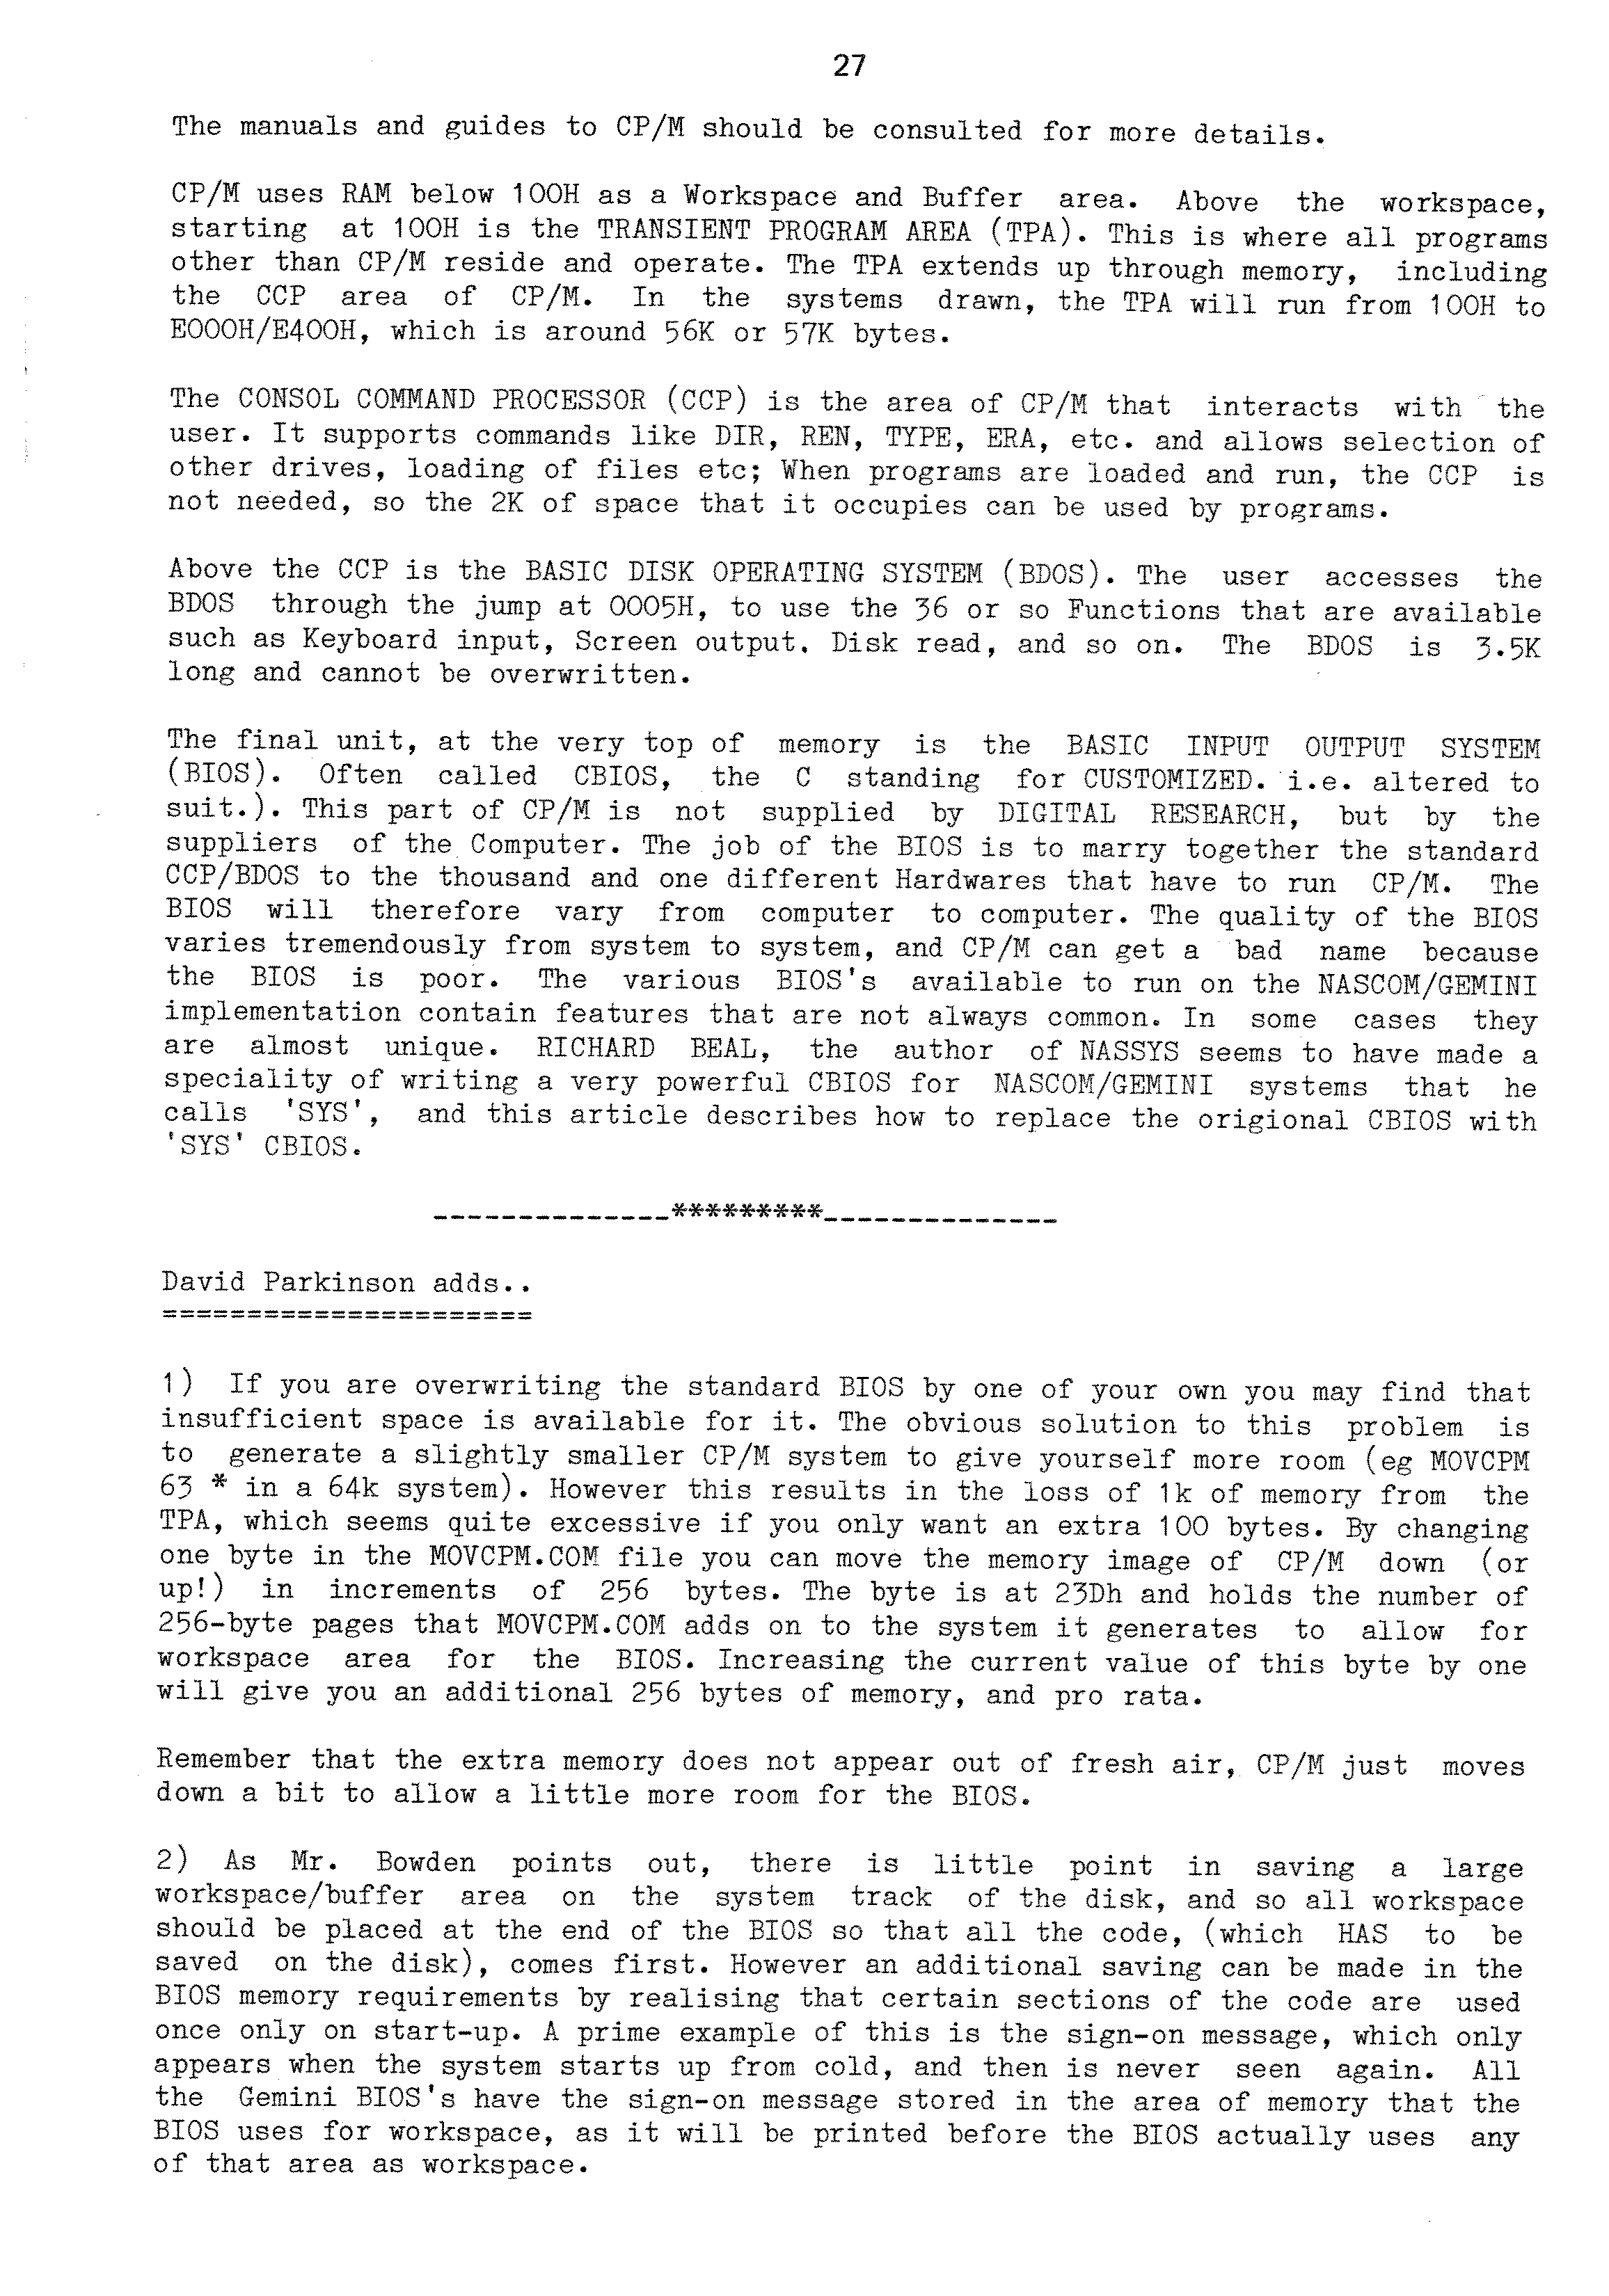 27
The manuals and guides to CP/M should be consulted for more details.
CP/M uses RAM below 100H as a Workspace and Buffer area. Above the workspace,
starting at 100H is the TRANSIENT PROGRAM AREA (TPA). This is where all programs
other than CP/M reside and operate. The TPA extends up through memory, including
the CCP area of CP/M. In the systems drawn, the TPA will run from 100H to
E000H/E400H, which is around 56K or 57K bytes.
The CONSOL COMMAND PROCESSOR (CCP) is the area of CP/M that interacts with the
user. It supports commands like DIR, REN, TYPE, ERA, etc. and allows selection of
other drives, loading of files etc; When programs are loaded and run, the CCP is
not needed, so the 2K of space that it occupies can be used by programs.
Above the CCP is the BASIC DISK OPERATING SYSTEM (BDOS). The user accesses the
BDOS through the jump at 0005H, to use the 36 or so Functions that are available
such as Keyboard input, Screen output. Disk read, and so on. The BDOS is 3.5K
long and cannot be overwritten.
The final unit, at the very top of memory is the BASIC INPUT OUTPUT SYSTEM
(BIOS). Often called CBIOS, the C standing for CUSTOMIZED. i.e. altered to
suit.). This part of CP/M is not supplied by DIGITAL RESEARCH, but by the
suppliers of the Computer. The job of the BIOS is to marry together the standard
CCP/BDOS to the thousand and one different Hardwares that have to run CP/M. The
BIOS will therefore vary from computer to computer. The quality of the BIOS
varies tremendously from system to system, and CP/M can get a bad name because
the BIOS is poor. The various BIOS's available to run on the NASCOM/GEMINI
implementation contain features that are not always common. In some cases they
are almost unique. RICHARD BEAL, the author of NASSYS seems to have made a
speciality of writing a very powerful CBIOS for NASCOM/GEMINI systems that he
calls 'SYS', and this article describes how to replace the origional CBIOS with
'SYS' CBIOS.
--------------*********--------------
David Parkinson adds..
======================
1) If you are overwriting the standard BIOS by one of your own you may find that
insufficient space is available for it. The obvious solution to this problem is
to generate a slightly smaller CP/M system to give yourself more room (eg MOVCPM
63 * in a 64k system). However this results in the loss of 1k of memory from the
TPA, which seems quite excessive if you only want an extra 100 bytes. By changing
one byte in the MOVCPM.COM file you can move the memory image of CP/M down (or
up!) in increments of 256 bytes. The byte is at 23Dh and holds the number of
256-byte pages that MOVCPM.COM adds on to the system it generates to allow for
workspace area for the BIOS. Increasing the current value of this byte by one
will give you an additional 256 bytes of memory, and pro rata.
Remember that the extra memory does not appear out of fresh air, CP/M just moves
down a bit to allow a little more room for the BIOS.
2) As Mr. Bowden points out, there is little point in saving a large
workspace/buffer area on the system track of the disk, and so all workspace
should be placed at the end of the BIOS so that all the code, (which HAS to be
saved on the disk), comes first. However an additional saving can be made in the
BIOS memory requirements by realising that certain sections of the code are used
once only on start-up. A prime example of this is the sign-on message, which only
appears when the system starts up from cold, and then is never seen again. All
the Gemini BIOS's have the sign-on message stored in the area of memory that the
BIOS uses for workspace, as it will be printed before the BIOS actually uses any
of that area as workspace.